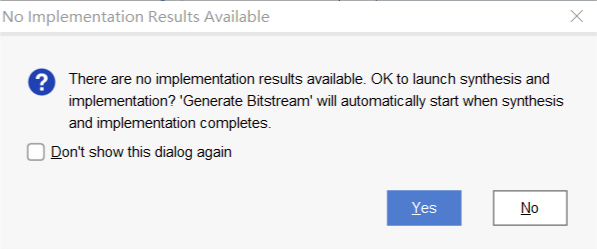 No Implementation Results Available
There are no implementation results available. OK to launch synthesis and
implementation? 'Generate Bitstream' will automatically start when synthesis
and implementation completes.
Don't show this dialog again
Yes
No